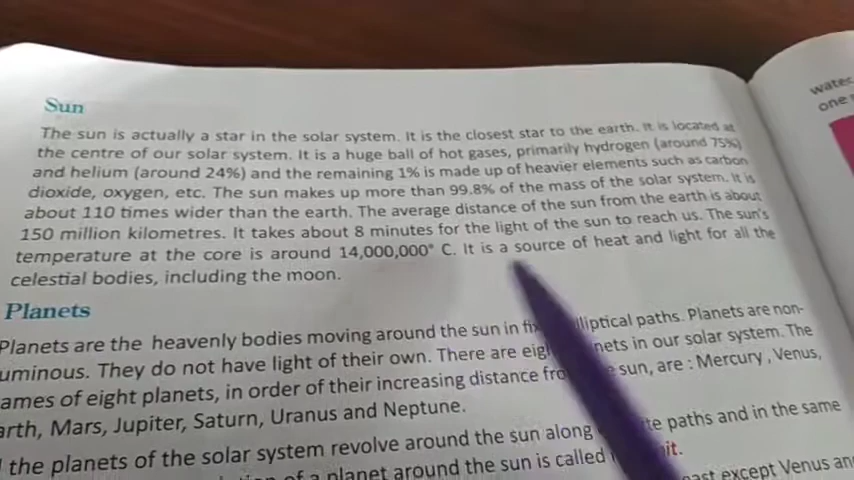 water
one
Sun
The sun is actually a star in the solar system. It is the closest star to the earth. It is located at
the centre of our solar system. It is a huge ball of hot gases, primarily hydrogen (around 75%)
and helium (around 24%) and the remaining 1% is made up of heavier elements such as carbon
dioxide, oxygen, etc. The sun makes up more than 99.8% of the mass of the solar system. It is
about 110 times wider than the earth. The average distance of the sun from the earth is about
150 million kilometres. It takes about 8 minutes for the light of the sun to reach us. The sun's
temperature at the core is around 14,000,000° C. It is a source of heat and light for all the
celestial bodies, including the moon.
Planets
Planets are the heavenly bodies moving around the sun in elliptical paths. Planets are non-
uminous. They do not have light of their own. There are eigh nets in our solar system. The
ames of eight planets, in order of their increasing distance fro sun, are : Mercury , Venus,
arth, Mars, Jupiter, Saturn, Uranus and Neptune.
the planets of the solar system revolve around the sun along te paths and in the same
of a planet around the sun is called it.
east except Venus and